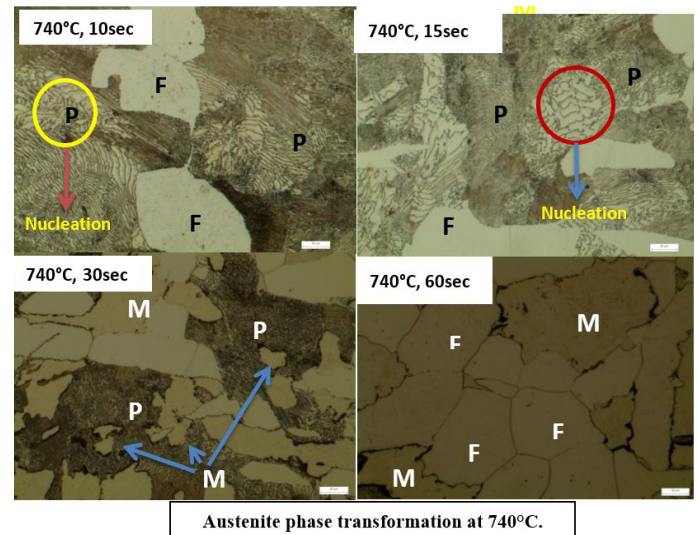 740°C, 10sec
F
P
P
F
Nucleation
M
740°C, 15sec
P
P
F
Nucleation
740°C, 30sec
M
P
P
M
740°C, 60sec
M
F
F
F
M
Austenite phase transformation at 740°C.